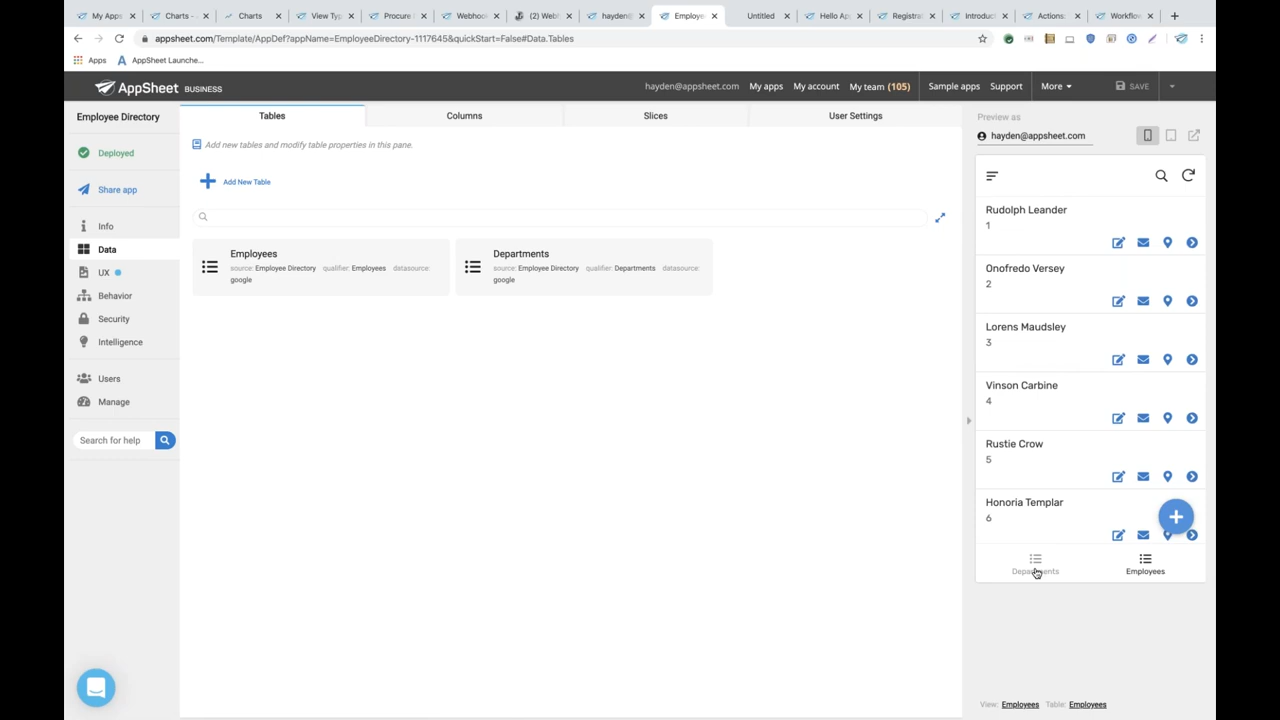 My Apps
Charts -
Charts
View Typ
Procure
Webhook
(2) Webh
hayden@
Employe
Untitled
Hello Ap
Registra
Introduc
Actions:
Workflow
appsheet.com/Template/AppDef?appName=EmployeeDirectory-1117645&quickStart=False#Data.Tables
Apps
AppSheet Launche...
AppSheet BUSINESS
hayden@appsheet.com
My apps
My account
My team (105)
Sample apps
Support
More
SAVE
Employee Directory
Deployed
Share app
Info
Data
UX
Behavior
Security
Intelligence
Users
Manage
Search for help
Tables
Columns
Slices
User Settings
Add new tables and modify table properties in this pane.
Add New Table
Employees
source: Employee Directory qualifier: Employees datasource:
google
Departments
source: Employee Directory qualifier: Departments datasource:
google
Preview as
hayden@appsheet.com
Rudolph Leander
1
Onofredo Versey
2
Lorens Maudsley
3
Vinson Carbine
4
Rustie Crow
5
Honoria Templar
6
Departments
Employees
View: Employees Table: Employees